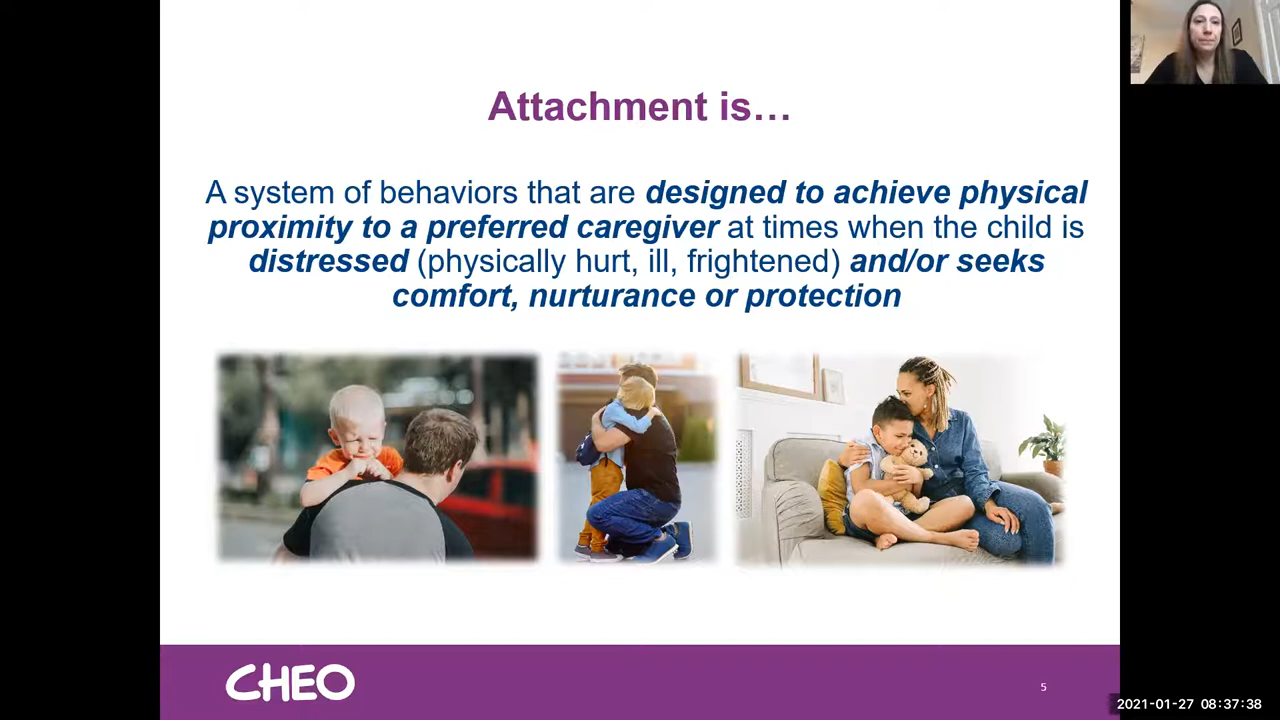 Attachment is…
A system of behaviors that are designed to achieve physical
proximity to a preferred caregiver at times when the child is
distressed (physically hurt, ill, frightened) and/or seeks
comfort, nurturance or protection
CHEO
5
2021-01-27 08:37:38